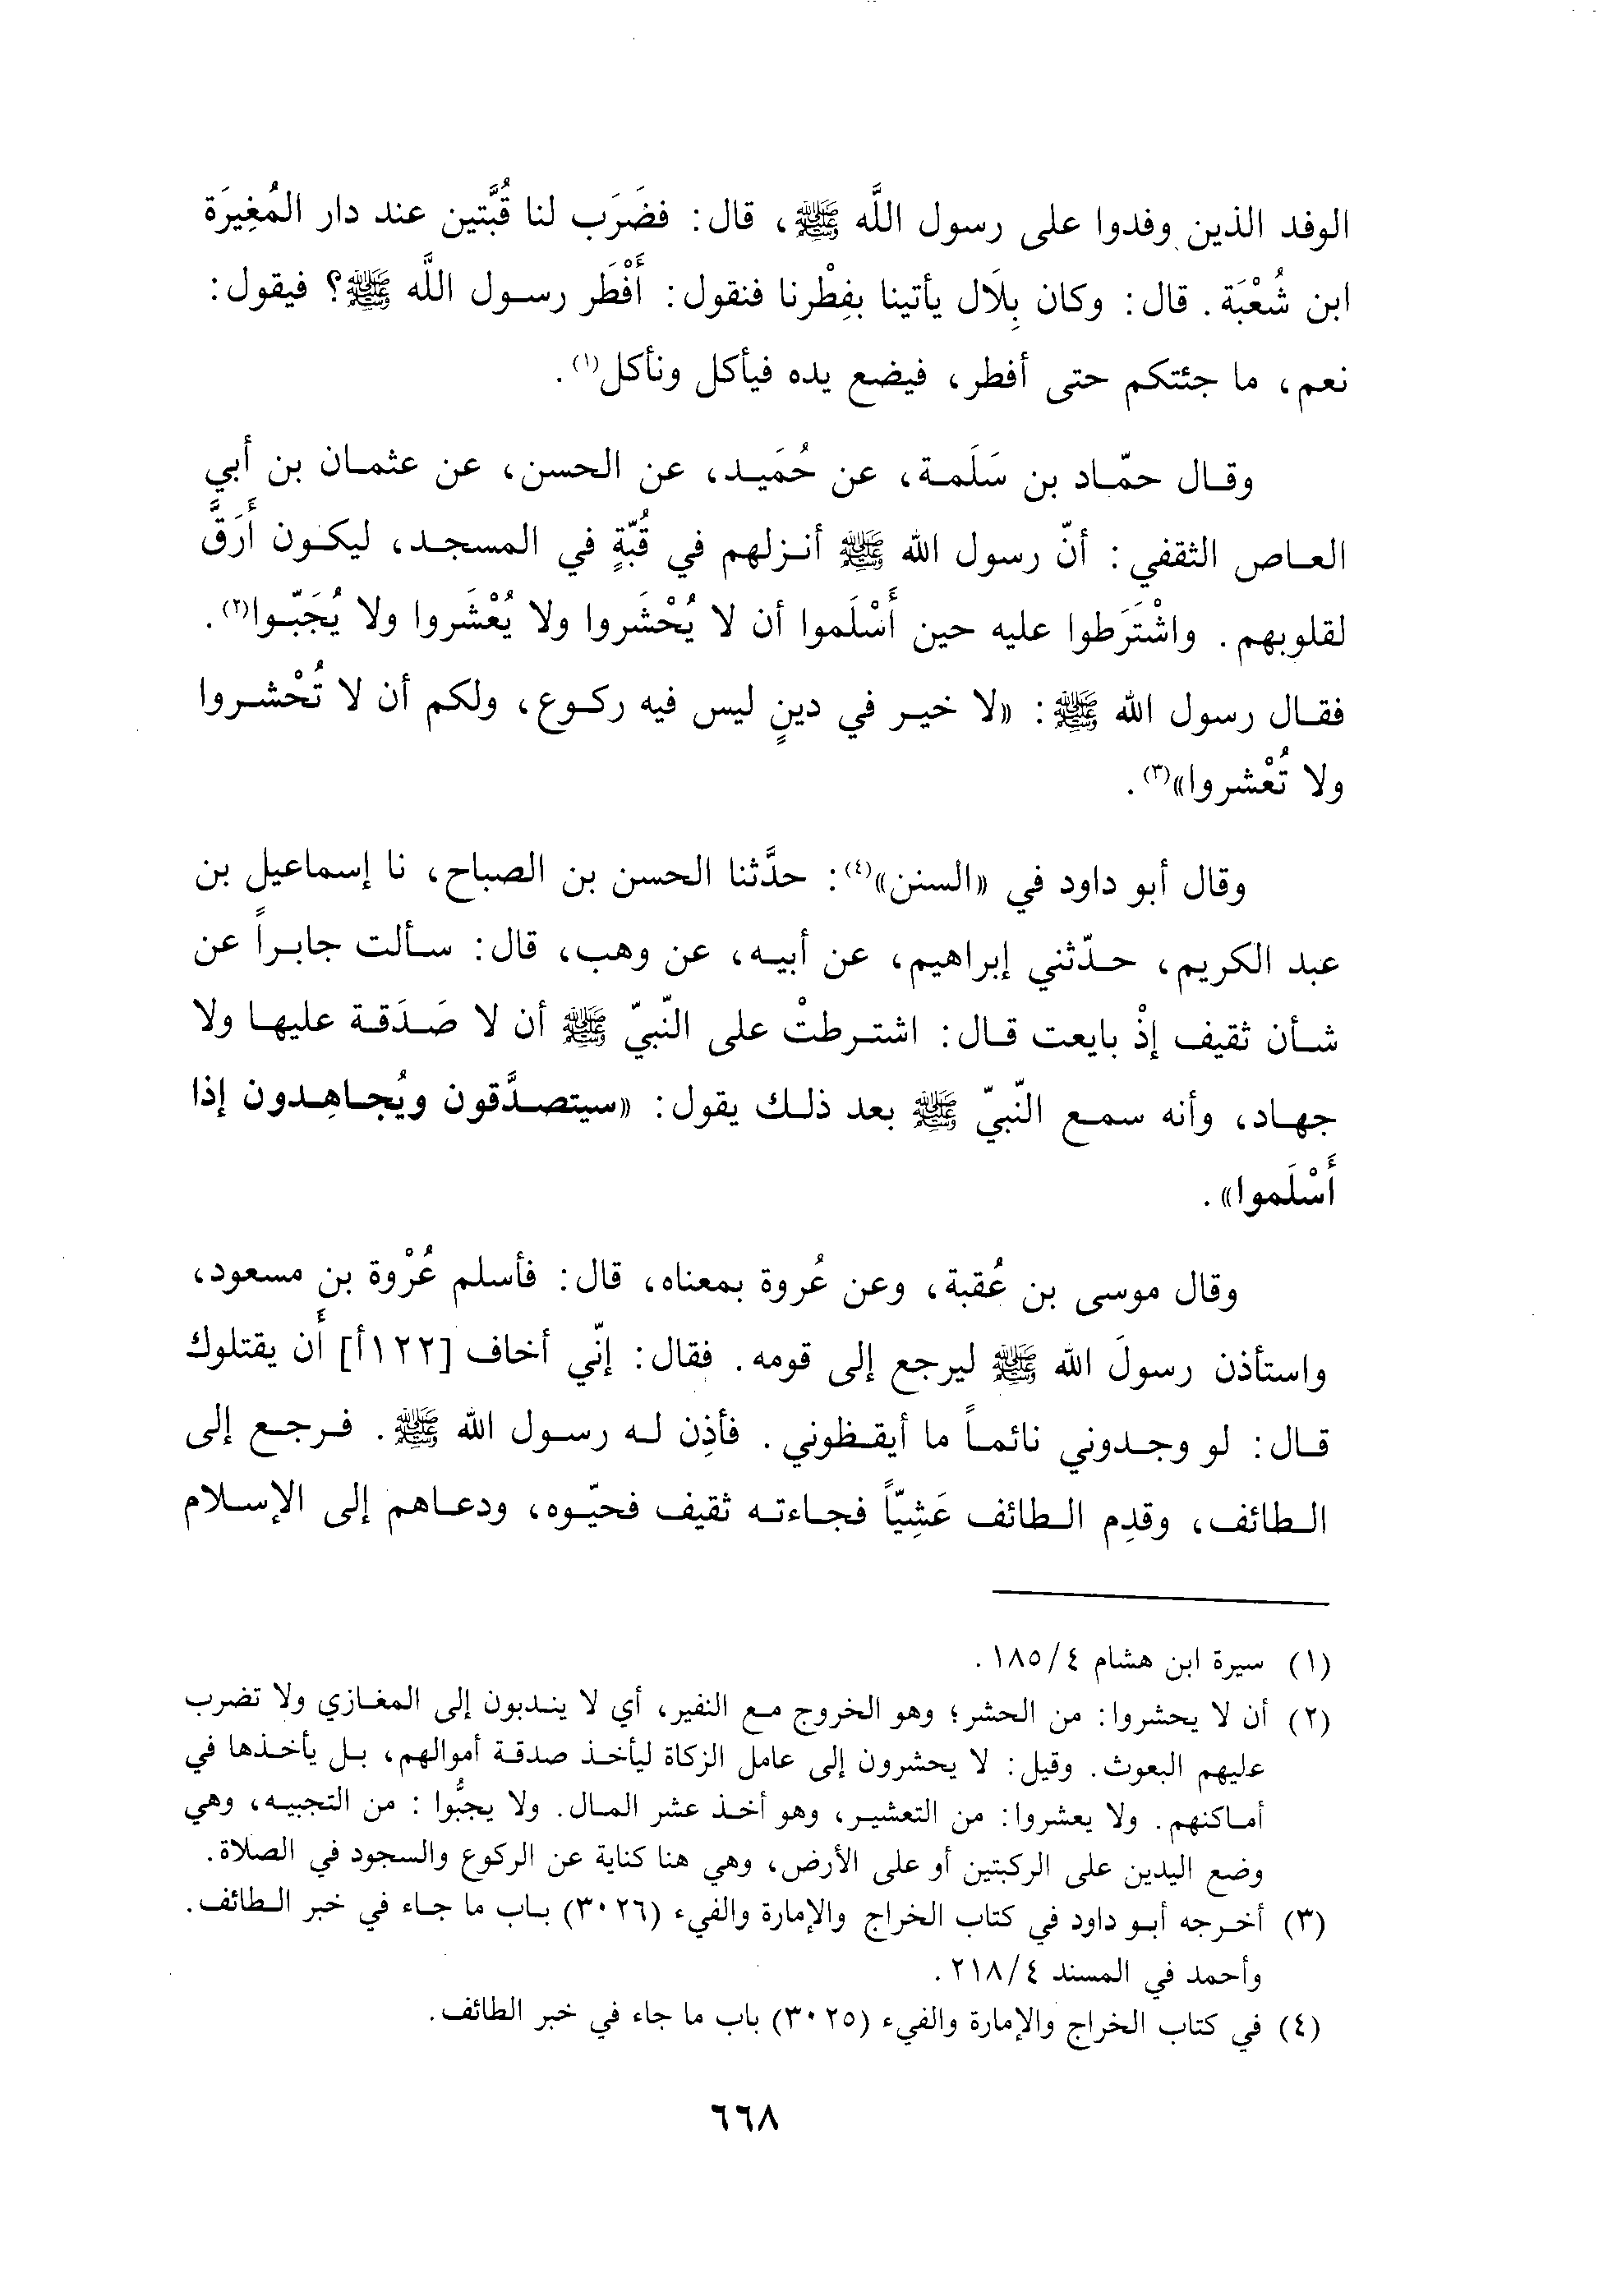 الوفد الذين وفدوا على رسول اللَّه ﷺ، قال: فضَرَب لنا قُبَّتين عند دار المُغِيرَة
ابن شُعْبَة. قال: وكان بِلَال يأتينا بفِطْرنا فنقول: أَفْطَر رسول اللَّه ﷺ؟ فيقول:
نعم، ما جئتكم حتى أفطر، فيضع يده فيأكل ونأكل(١).
وقال حمّاد بن سَلَمة، عن حُمَيد، عن الحسن، عن عثمان بن أبي
العاص الثقفي: أنّ رسول الله ﷺ أنزلهم في قُبّةٍ في المسجد، ليكون أَرَقَّ
لقلوبهم. واشْتَرَطوا عليه حين أَسْلَموا أن لا يُحْشَروا ولا يُعْشَروا ولا يُجَبّوا(٢).
فقال رسول الله ﷺ: «لا خير في دينٍ ليس فيه ركوع، ولكم أن لا تُحْشروا
ولا تُعْشروا»(٣).
وقال أبو داود في «السنن»(٤): حدَّثنا الحسن بن الصباح، نا إسماعيل بن
عبد الكريم، حدّثني إبراهيم، عن أبيه، عن وهب، قال: سألت جابراً عن
شأن ثقيف إذْ بايعت قال: اشترطتْ على النّبيّ ﷺ أن لا صَدَقة عليها ولا
جهاد، وأنه سمع النّبيّ ﷺ بعد ذلك يقول: «سيتصدَّقون ويُجاهِدون إذا
أَسْلَموا».
وقال موسى بن عُقبة، وعن عُروة بمعناه، قال: فأسلم عُرْوة بن مسعود،
واستأذن رسولَ الله ﷺ ليرجع إلى قومه. فقال: إنّي أخاف [١٢٢أ] أَن يقتلوك
قال: لو وجدوني نائماً ما أيقظوني. فأذِن له رسول الله ﷺ. فرجع إلى
الطائف، وقدِم الطائف عَشِيّاً فجاءته ثقيف فحيّوه، ودعاهم إلى الإسلام
(١) سيرة ابن هشام ٤/١٨٥.
(٢) أن لا يحشروا: من الحشر؛ وهو الخروج مع النفير، أي لا يندبون إلى المغازي ولا تضرب
عليهم البعوث. وقيل: لا يحشرون إلى عامل الزكاة ليأخذ صدقة أموالهم، بل يأخذها في
أماكنهم. ولا يعشروا: من التعشير، وهو أخذ عشر المال. ولا يجبُّوا: من التجبيه، وهي
وضع اليدين على الركبتين أو على الأرض، وهي هنا كناية عن الركوع والسجود في الصلاة.
(٣) أخرجه أبو داود في كتاب الخراج والإمارة والفيء (٣٠٢٦) باب ما جاء في خبر الطائف.
وأحمد في المسند ٤/٢١٨.
(٤) في كتاب الخراج والإمارة والفيء (٣٠٢٥) باب ما جاء في خبر الطائف.
٦٦٨